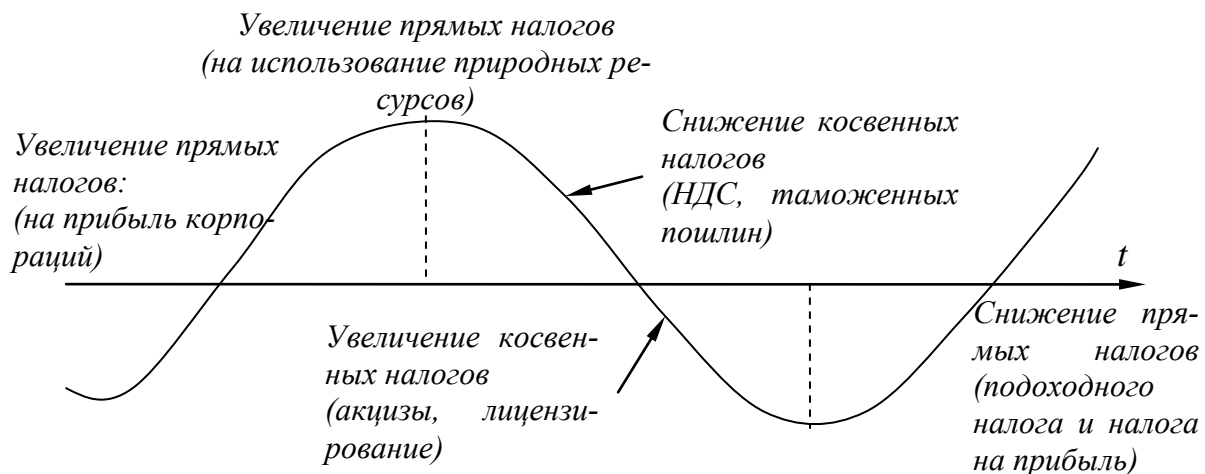 Увеличение прямых налогов
(на использование природных ре-
сурсов)
Увеличение прямых
налогов:
(на прибыль корпо-
раций)
Снижение косвенных
налогов
(НДС, таможенных
пошлин)
t
Увеличение косвен-
ных налогов
(акцизы, лицензи-
рование)
Снижение пря-
мых налогов
(подоходного
налога и налога
на прибыль)